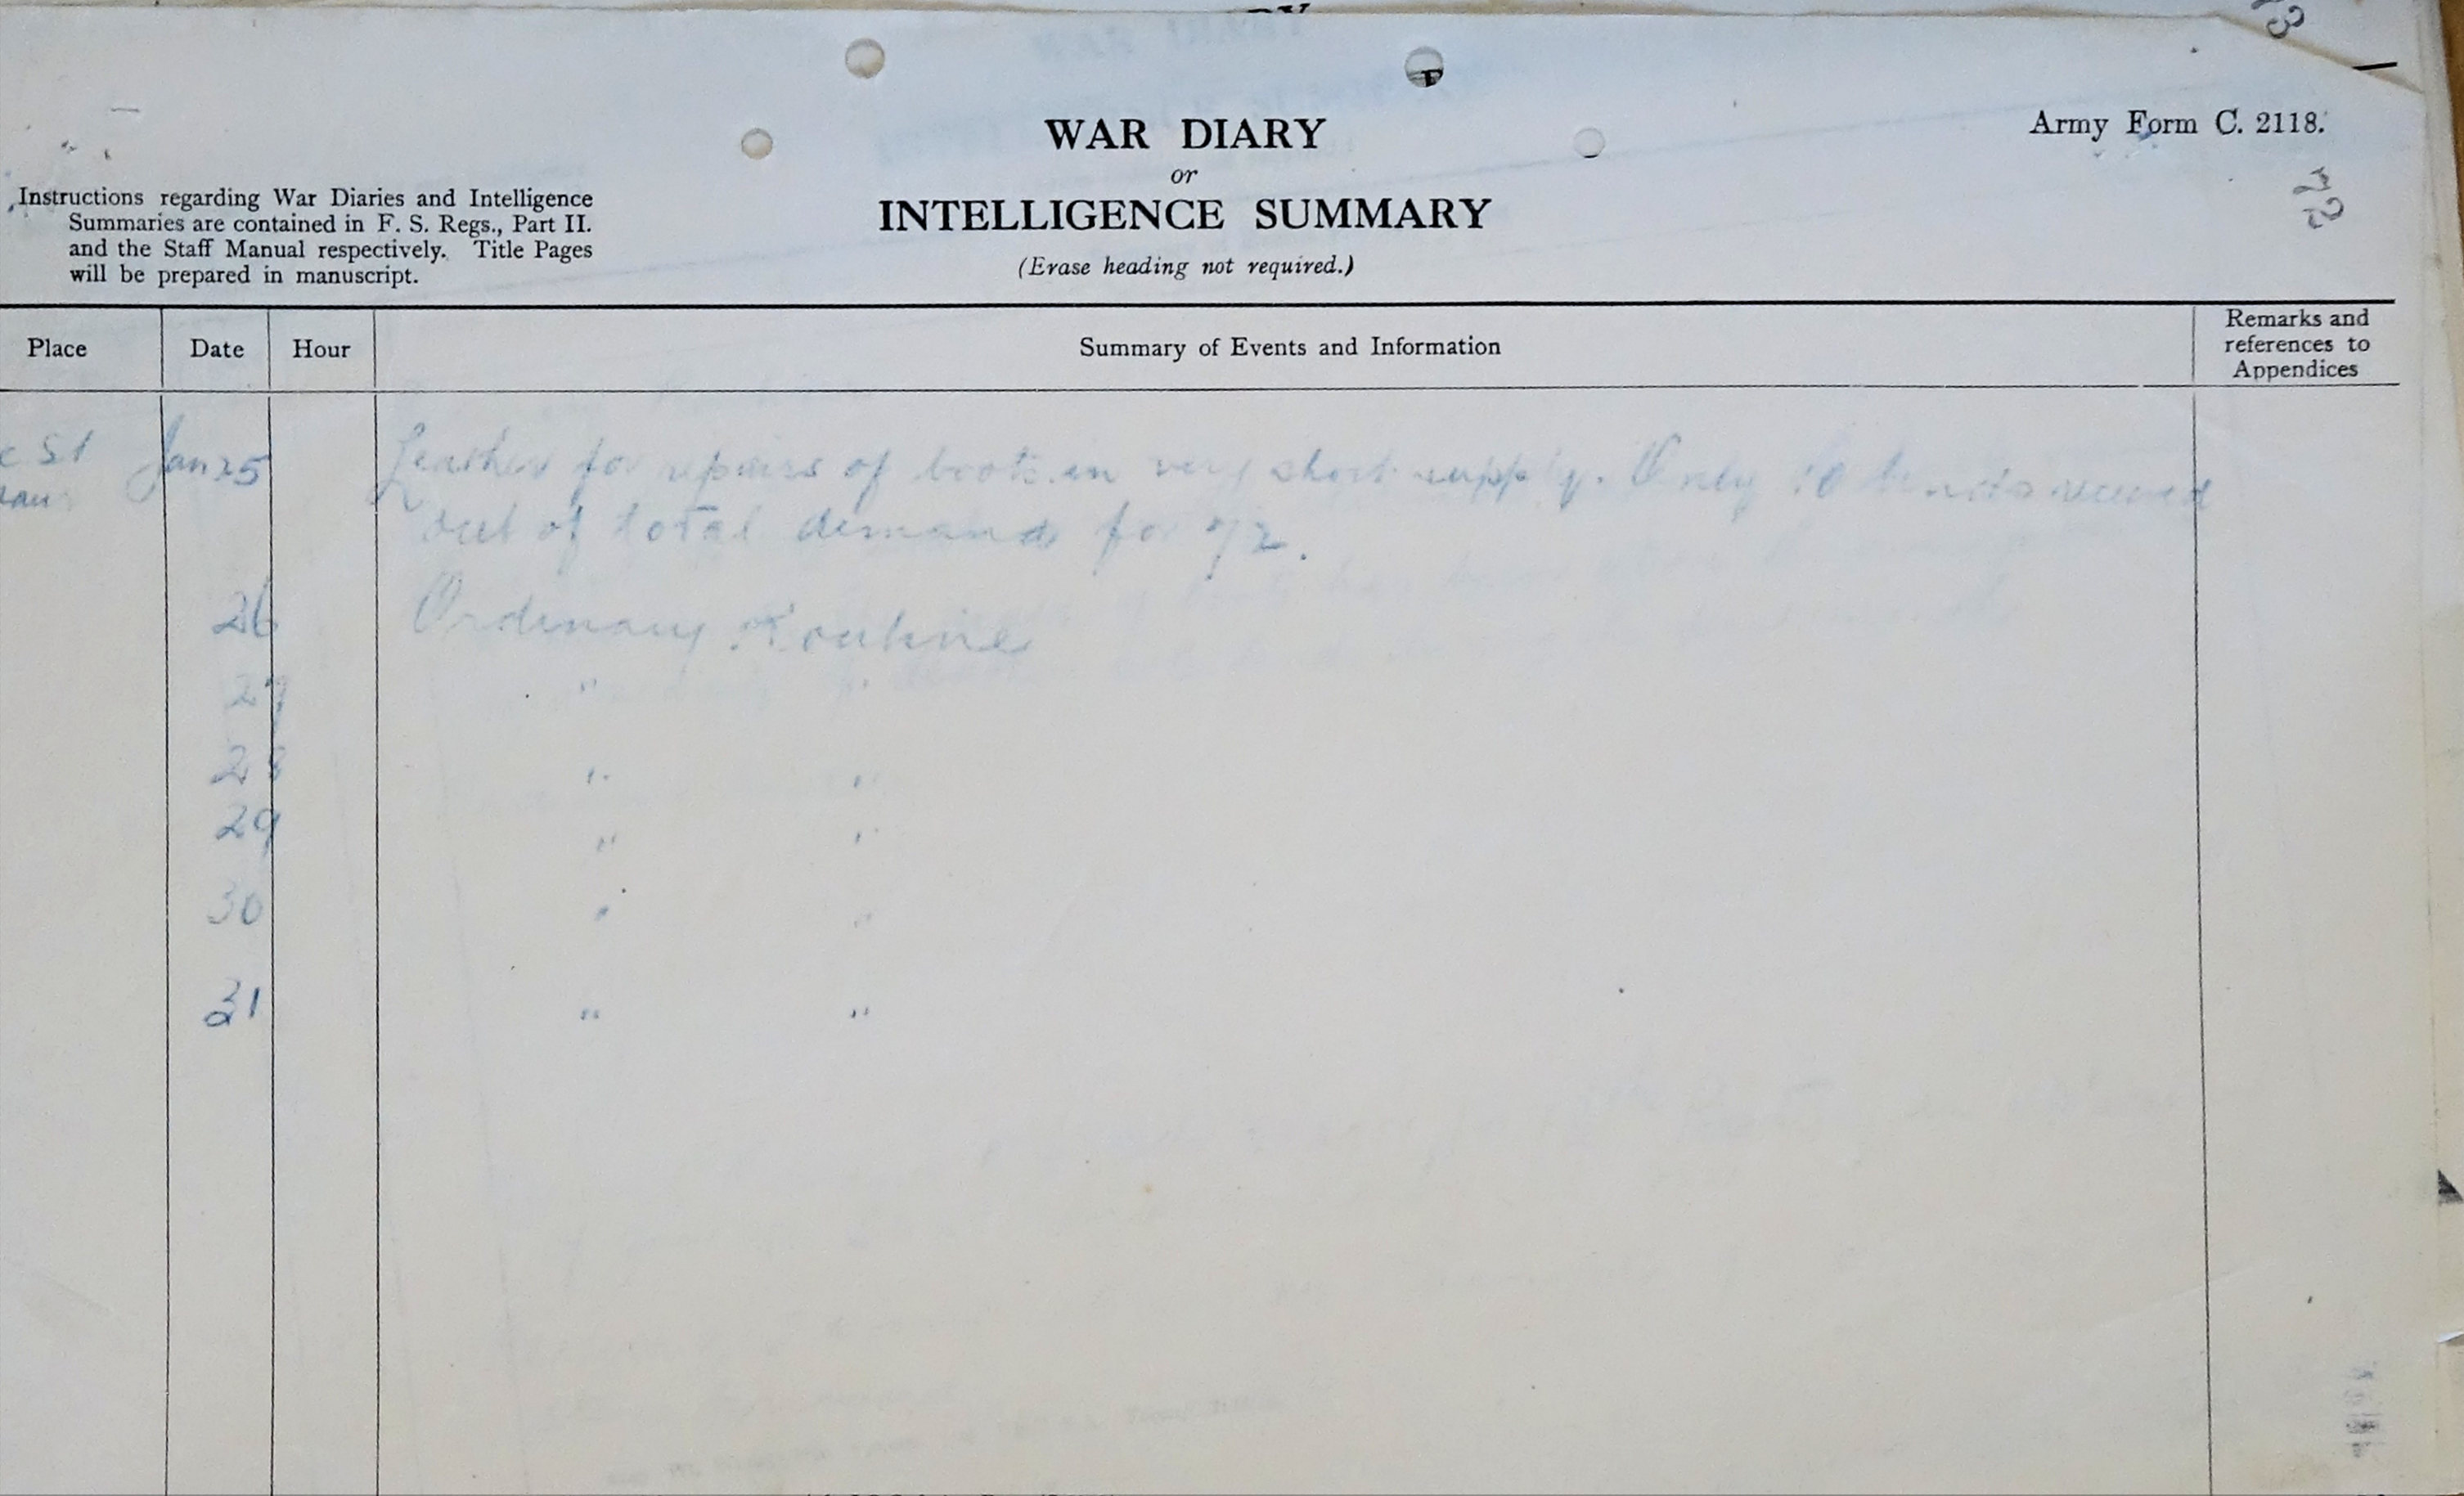 Army Form C. 2118.
WAR DIARY
or
INTELLIGENCE SUMMARY
(Erase heading not required.)
Instructions regarding War Diaries and Intelligence
Summaries are contained in F. S. Regs., Part II.
and the Staff Manual respectively. Title Pages
will be prepared in manuscript.
Place Date Hour Summary of Events and Information Remarks and
references to
Appendices
Jan 25 Leather for repairs of boots in very short supply. Only 10 received
out of total demands for 72.
26 Ordinary Routine
27 " "
28 " "
29 " "
30 " "
31 " "